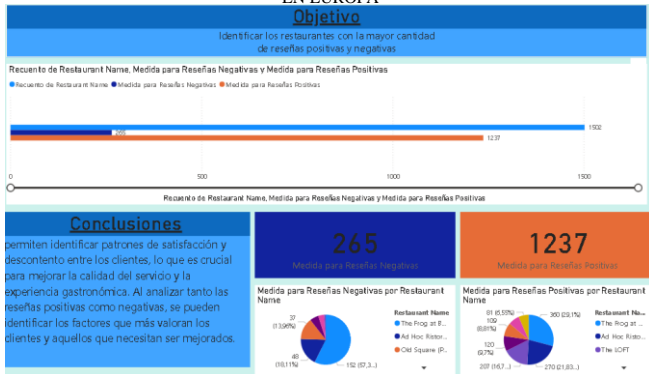 EN EUROPA
Objetivo
Identificar los restaurantes con la mayor cantidad
de reseñas positivas y negativas
Recuento de Restaurant Name, Medida para Reseñas Negativas y Medida para Reseñas Positivas
Recuento de Restaurant Name Medida para Reseñas Negativas Medida para Reseñas Positivas
1502
265
1237
0 500 1000 1500
Recuento de Restaurant Name, Medida para Reseñas Negativas y Medida para Reseñas Positivas
Conclusiones
permiten identificar patrones de satisfacción y
descontento entre los clientes, lo que es crucial
para mejorar la calidad del servicio y la
experiencia gastronómica. Al analizar tanto las
reseñas positivas como negativas, se pueden
identificar los factores que más valoran los
clientes y aquellos que necesitan ser mejorados.
265
Medida para Reseñas Negativas
1237
Medida para Reseñas Positivas
Medida para Reseñas Negativas por Restaurant
Name
37
(13,96%)
48
(18,11%)
152 (57,3...)
Restaurant Name
The Frog at B...
Ad Hoc Ristor...
Old Square (P...
Medida para Reseñas Positivas por Restaurant
Name
81 (6,55%)
109
(8,81%)
120
(9,7%)
207 (16,7...)
270 (21,83...)
360 (29,1%)
Restaurant Na...
The Frog at ...
Ad Hoc Risto...
The LOFT